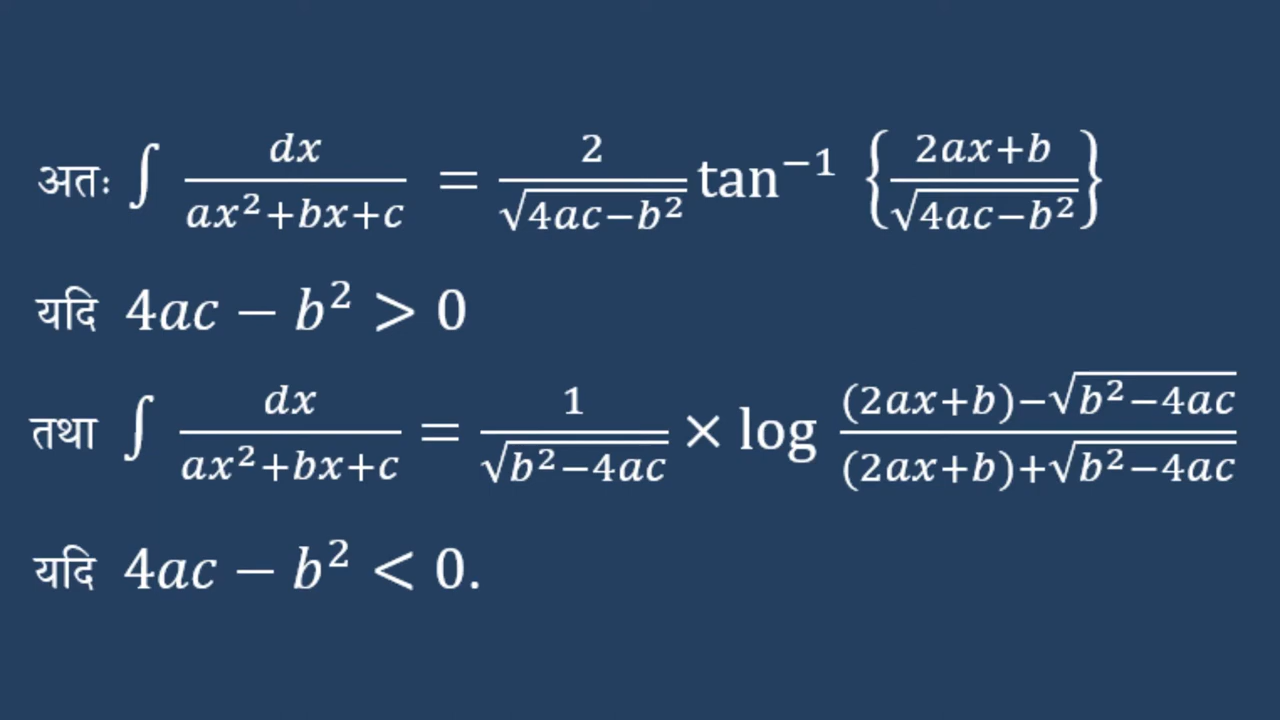 अतः ∫ dx/(ax²+bx+c) = 2/√(4ac−b²) tan⁻¹ {(2ax+b)/√(4ac−b²)}
यदि 4ac − b² > 0
तथा ∫ dx/(ax²+bx+c) = 1/√(b²−4ac) × log ((2ax+b)−√(b²−4ac))/((2ax+b)+√(b²−4ac))
यदि 4ac − b² < 0.